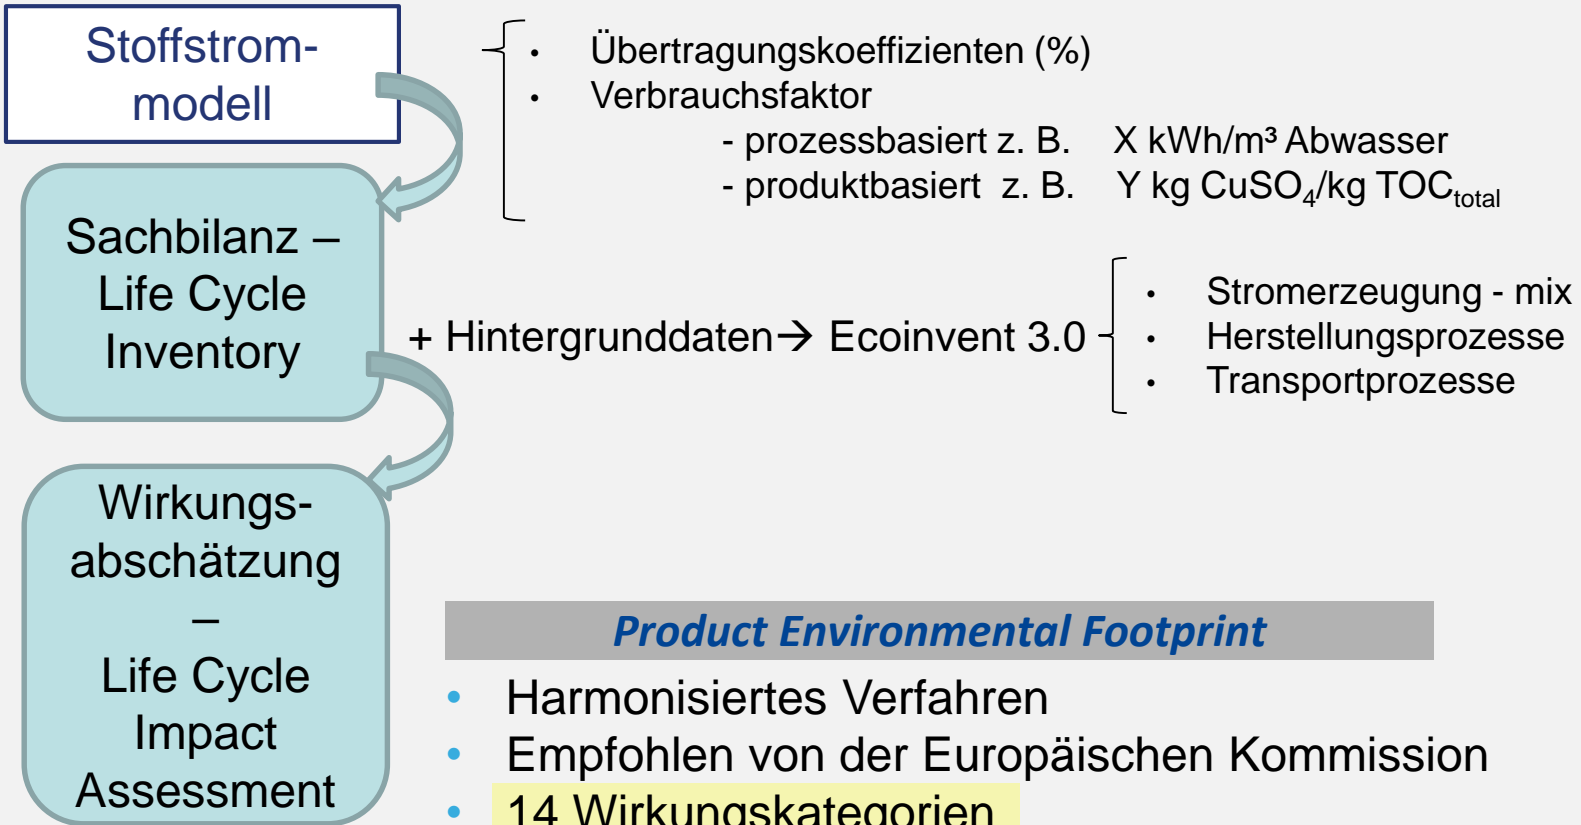 Stoffstrom-
modell
• Übertragungskoeffizienten (%)
• Verbrauchsfaktor
- prozessbasiert z. B. X kWh/m³ Abwasser
- produktbasiert z. B. Y kg CuSO₄/kg TOCtotal
Sachbilanz –
Life Cycle
Inventory
+ Hintergrunddaten→ Ecoinvent 3.0
• Stromerzeugung - mix
• Herstellungsprozesse
• Transportprozesse
Wirkungs-
abschätzung
–
Life Cycle
Impact
Assessment
Product Environmental Footprint
• Harmonisiertes Verfahren
• Empfohlen von der Europäischen Kommission
• 14 Wirkungskategorien